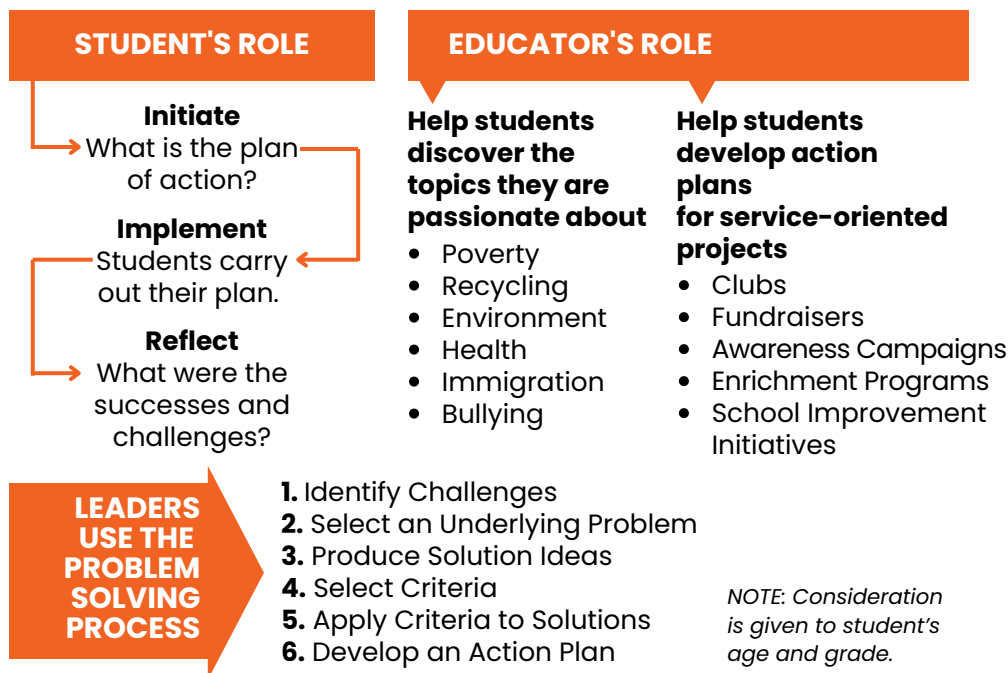 STUDENT'S ROLE
Initiate
What is the plan
of action?
Implement
Students carry
out their plan.
Reflect
What were the
successes and
challenges?
EDUCATOR'S ROLE
Help students
discover the
topics they are
passionate about
• Poverty
• Recycling
• Environment
• Health
• Immigration
• Bullying
Help students
develop action
plans
for service-oriented
projects
• Clubs
• Fundraisers
• Awareness Campaigns
• Enrichment Programs
• School Improvement
Initiatives
LEADERS
USE THE
PROBLEM
SOLVING
PROCESS
1. Identify Challenges
2. Select an Underlying Problem
3. Produce Solution Ideas
4. Select Criteria
5. Apply Criteria to Solutions
6. Develop an Action Plan
NOTE: Consideration
is given to student’s
age and grade.